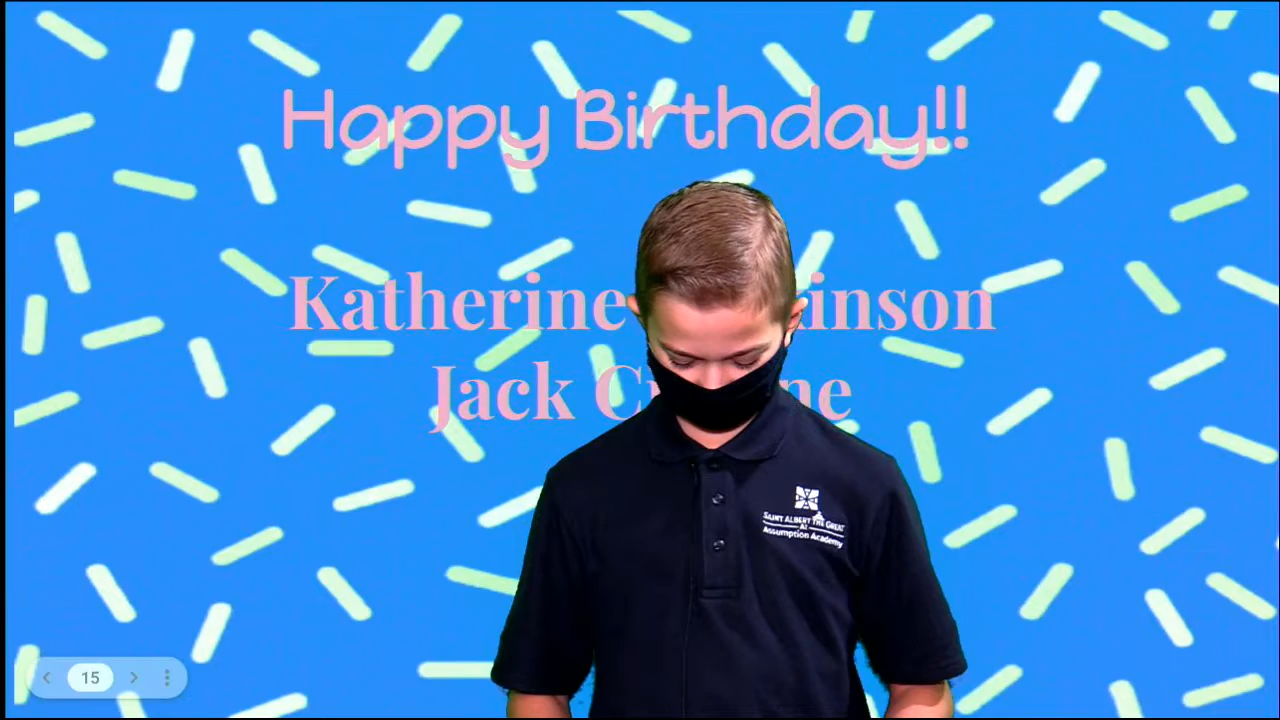 Happy Birthday!!
Katherine
Jack
SAINT ALBERT THE GREAT
AT
Assumption Academy
15